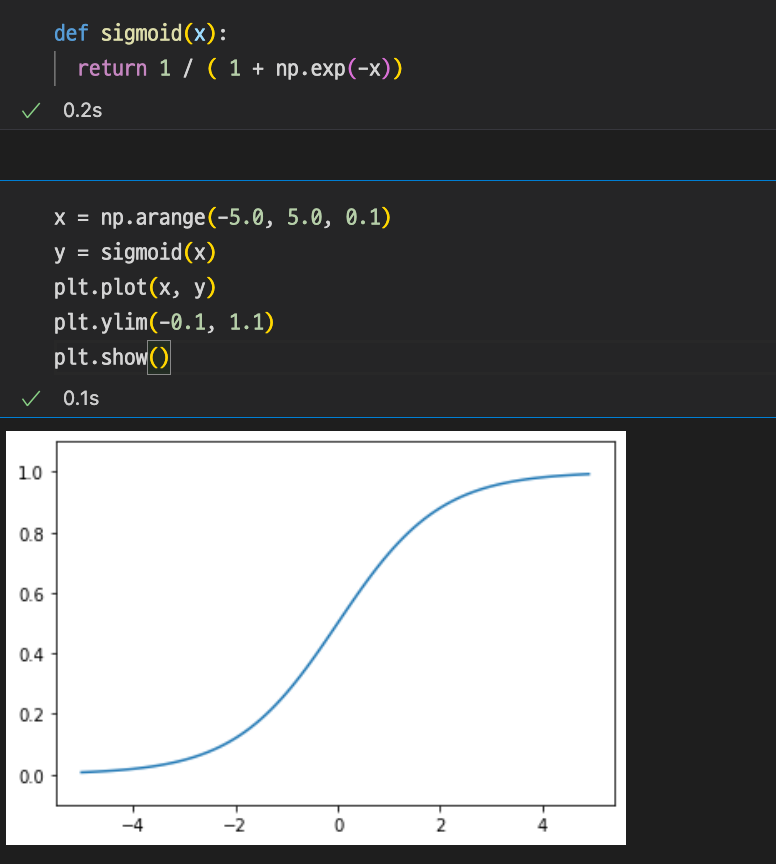 def sigmoid(x):
return 1 / ( 1 + np.exp(-x))
0.2s
x = np.arange(-5.0, 5.0, 0.1)
y = sigmoid(x)
plt.plot(x, y)
plt.ylim(-0.1, 1.1)
plt.show()
0.1s
1.0
0.8
0.6
0.4
0.2
0.0
−4 −2 0 2 4